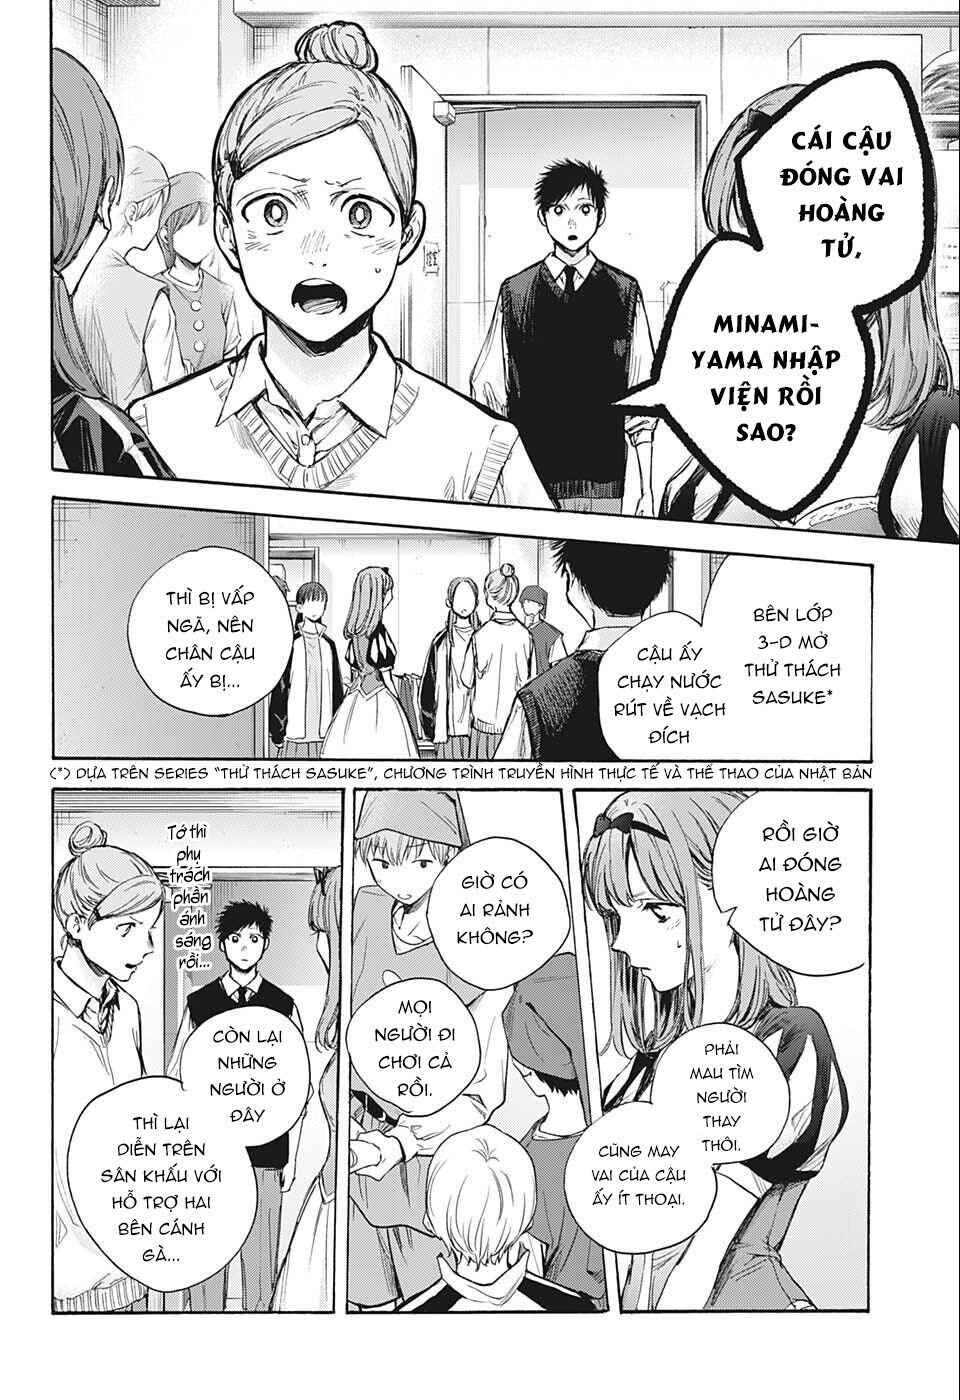 CÁI CẬU
ĐÓNG VAI
HOÀNG
TỬ,
MINAMI-
YAMA NHẬP
VIỆN RỒI
SAO?
BÊN LỚP
3-D MỞ
THỬ THÁCH
SASUKE*
CẬU ẤY
CHẠY NƯỚC
RÚT VỀ VẠCH
ĐÍCH
THÌ BỊ VẤP
NGÃ, NÊN
CHÂN CẬU
ẤY BỊ...
(*) DỰA TRÊN SERIES “THỬ THÁCH SASUKE”, CHƯƠNG TRÌNH TRUYỀN HÌNH THỰC TẾ VÀ THỂ THAO CỦA NHẬT BẢN
RỒI GIỜ
AI ĐÓNG
HOÀNG
TỬ ĐÂY?
PHẢI
MAU TÌM
NGƯỜI
THAY
THÔI.
CŨNG MAY
VAI CỦA CẬU
ẤY ÍT THOẠI.
GIỜ CÓ
AI RẢNH
KHÔNG?
MỌI
NGƯỜI ĐI
CHƠI CẢ
RỒI.
Tớ thì
phụ
trách
phần
ánh
sáng
rồi...
CÒN LẠI
NHỮNG
NGƯỜI Ở
ĐÂY
THÌ LẠI
DIỄN TRÊN
SÂN KHẤU VỚI
HỖ TRỢ HAI
BÊN CÁNH
GÀ...